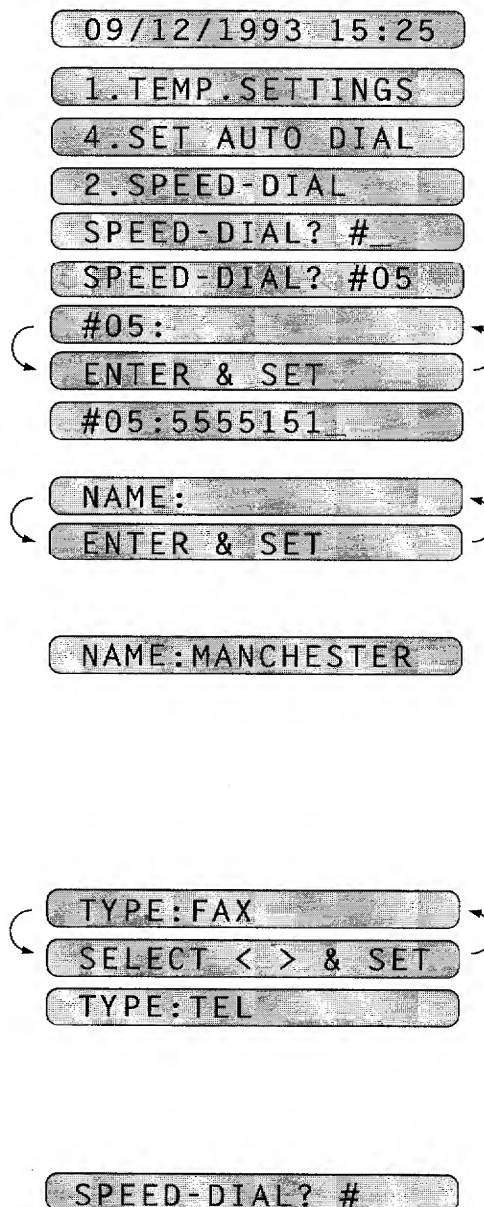 09/12/1993 15:25
1.TEMP.SETTINGS
4.SET AUTO DIAL
2.SPEED-DIAL
SPEED-DIAL? #_
SPEED-DIAL? #05
#05:
ENTER & SET
#05:5555151_
NAME:
ENTER & SET
NAME:MANCHESTER
TYPE:FAX
SELECT < > & SET
TYPE:TEL
SPEED-DIAL? #